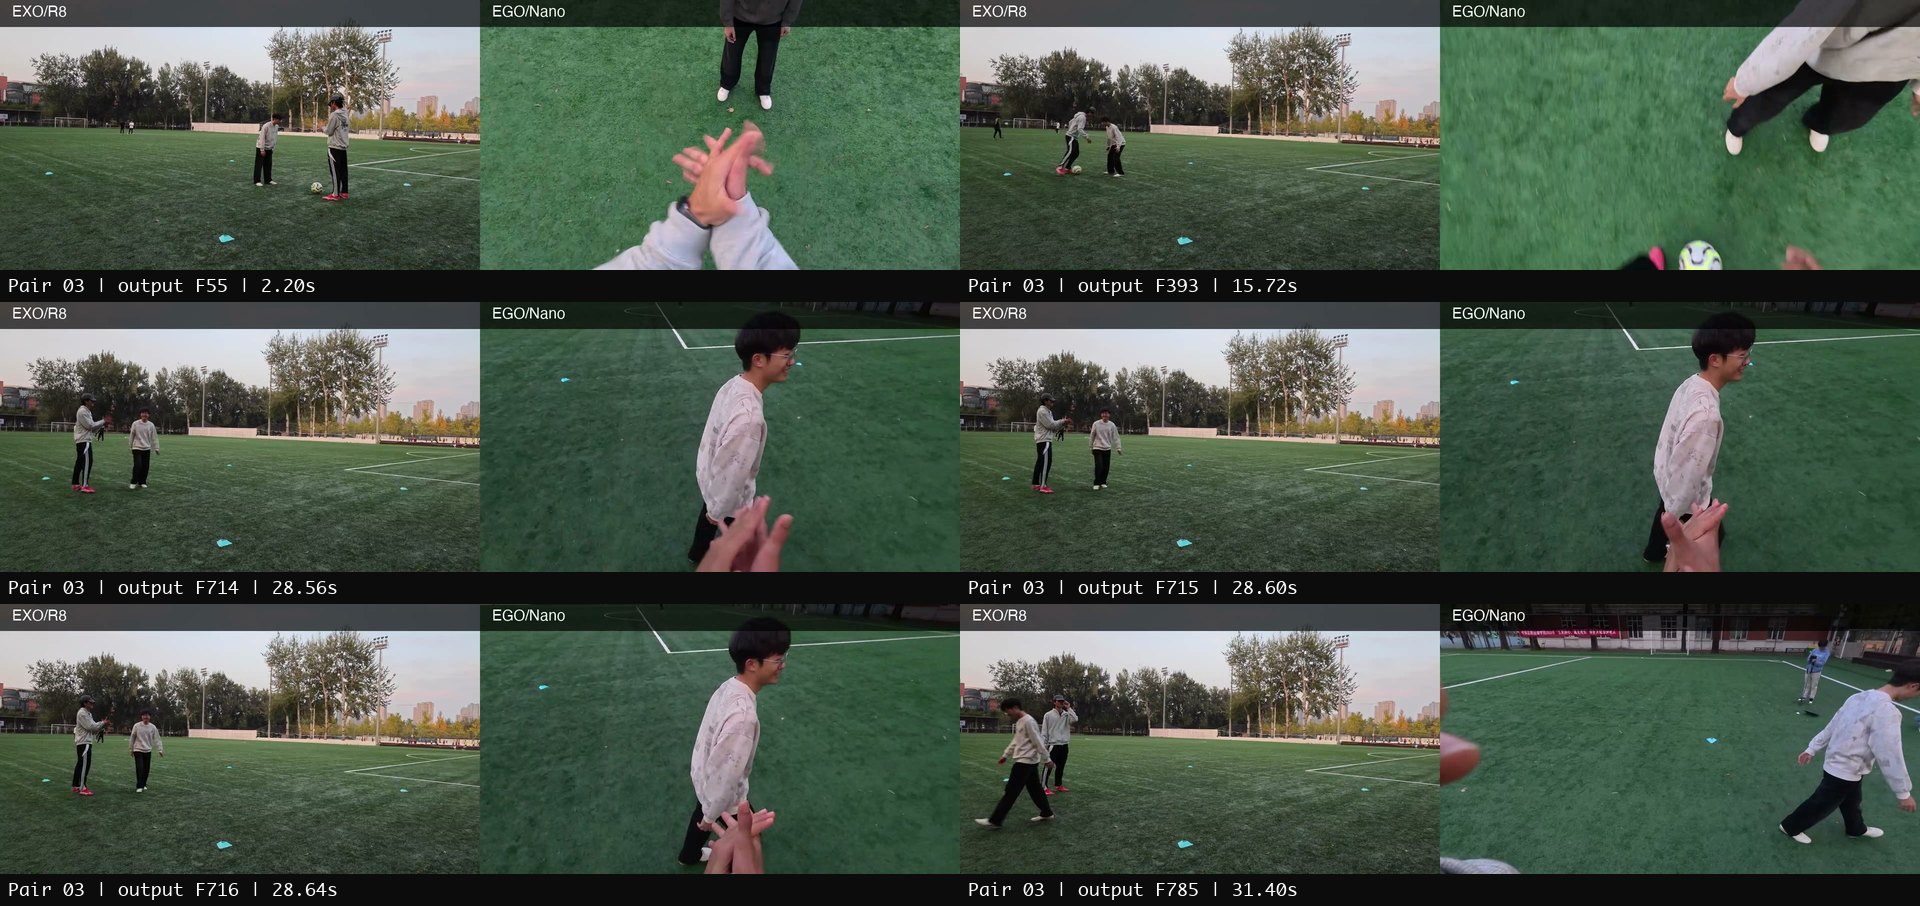 EXO/R8
EGO/Nano
EXO/R8
EGO/Nano
Pair 03 | output F55 | 2.20s
Pair 03 | output F393 | 15.72s
EXO/R8
EGO/Nano
EXO/R8
EGO/Nano
Pair 03 | output F714 | 28.56s
Pair 03 | output F715 | 28.60s
EXO/R8
EGO/Nano
EXO/R8
EGO/Nano
Pair 03 | output F716 | 28.64s
Pair 03 | output F785 | 31.40s